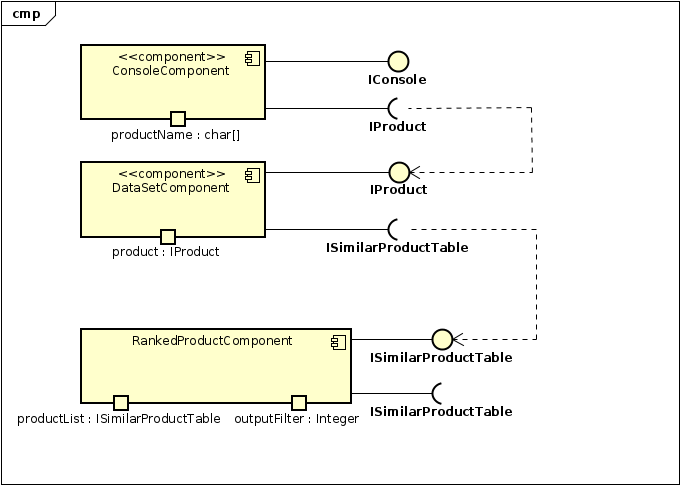 cmp
<<component>>
ConsoleComponent
IConsole
IProduct
productName : char[]
<<component>>
DataSetComponent
IProduct
ISimilarProductTable
product : IProduct
RankedProductComponent
ISimilarProductTable
ISimilarProductTable
productList : ISimilarProductTable
outputFilter : Integer